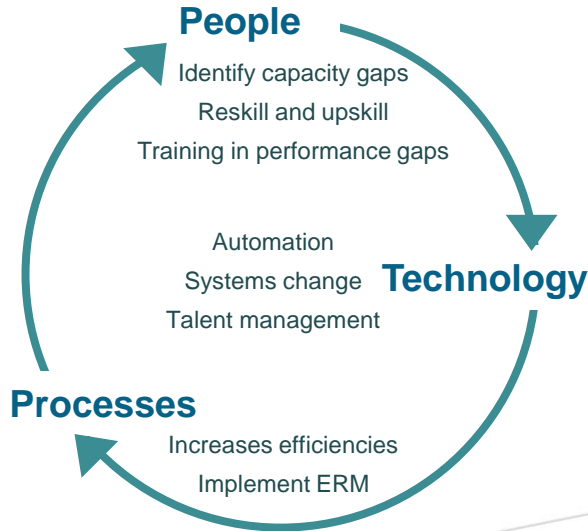 People
Identify capacity gaps
Reskill and upskill
Training in performance gaps
Automation
Systems change
Talent management
Technology
Processes
Increases efficiencies
Implement ERM